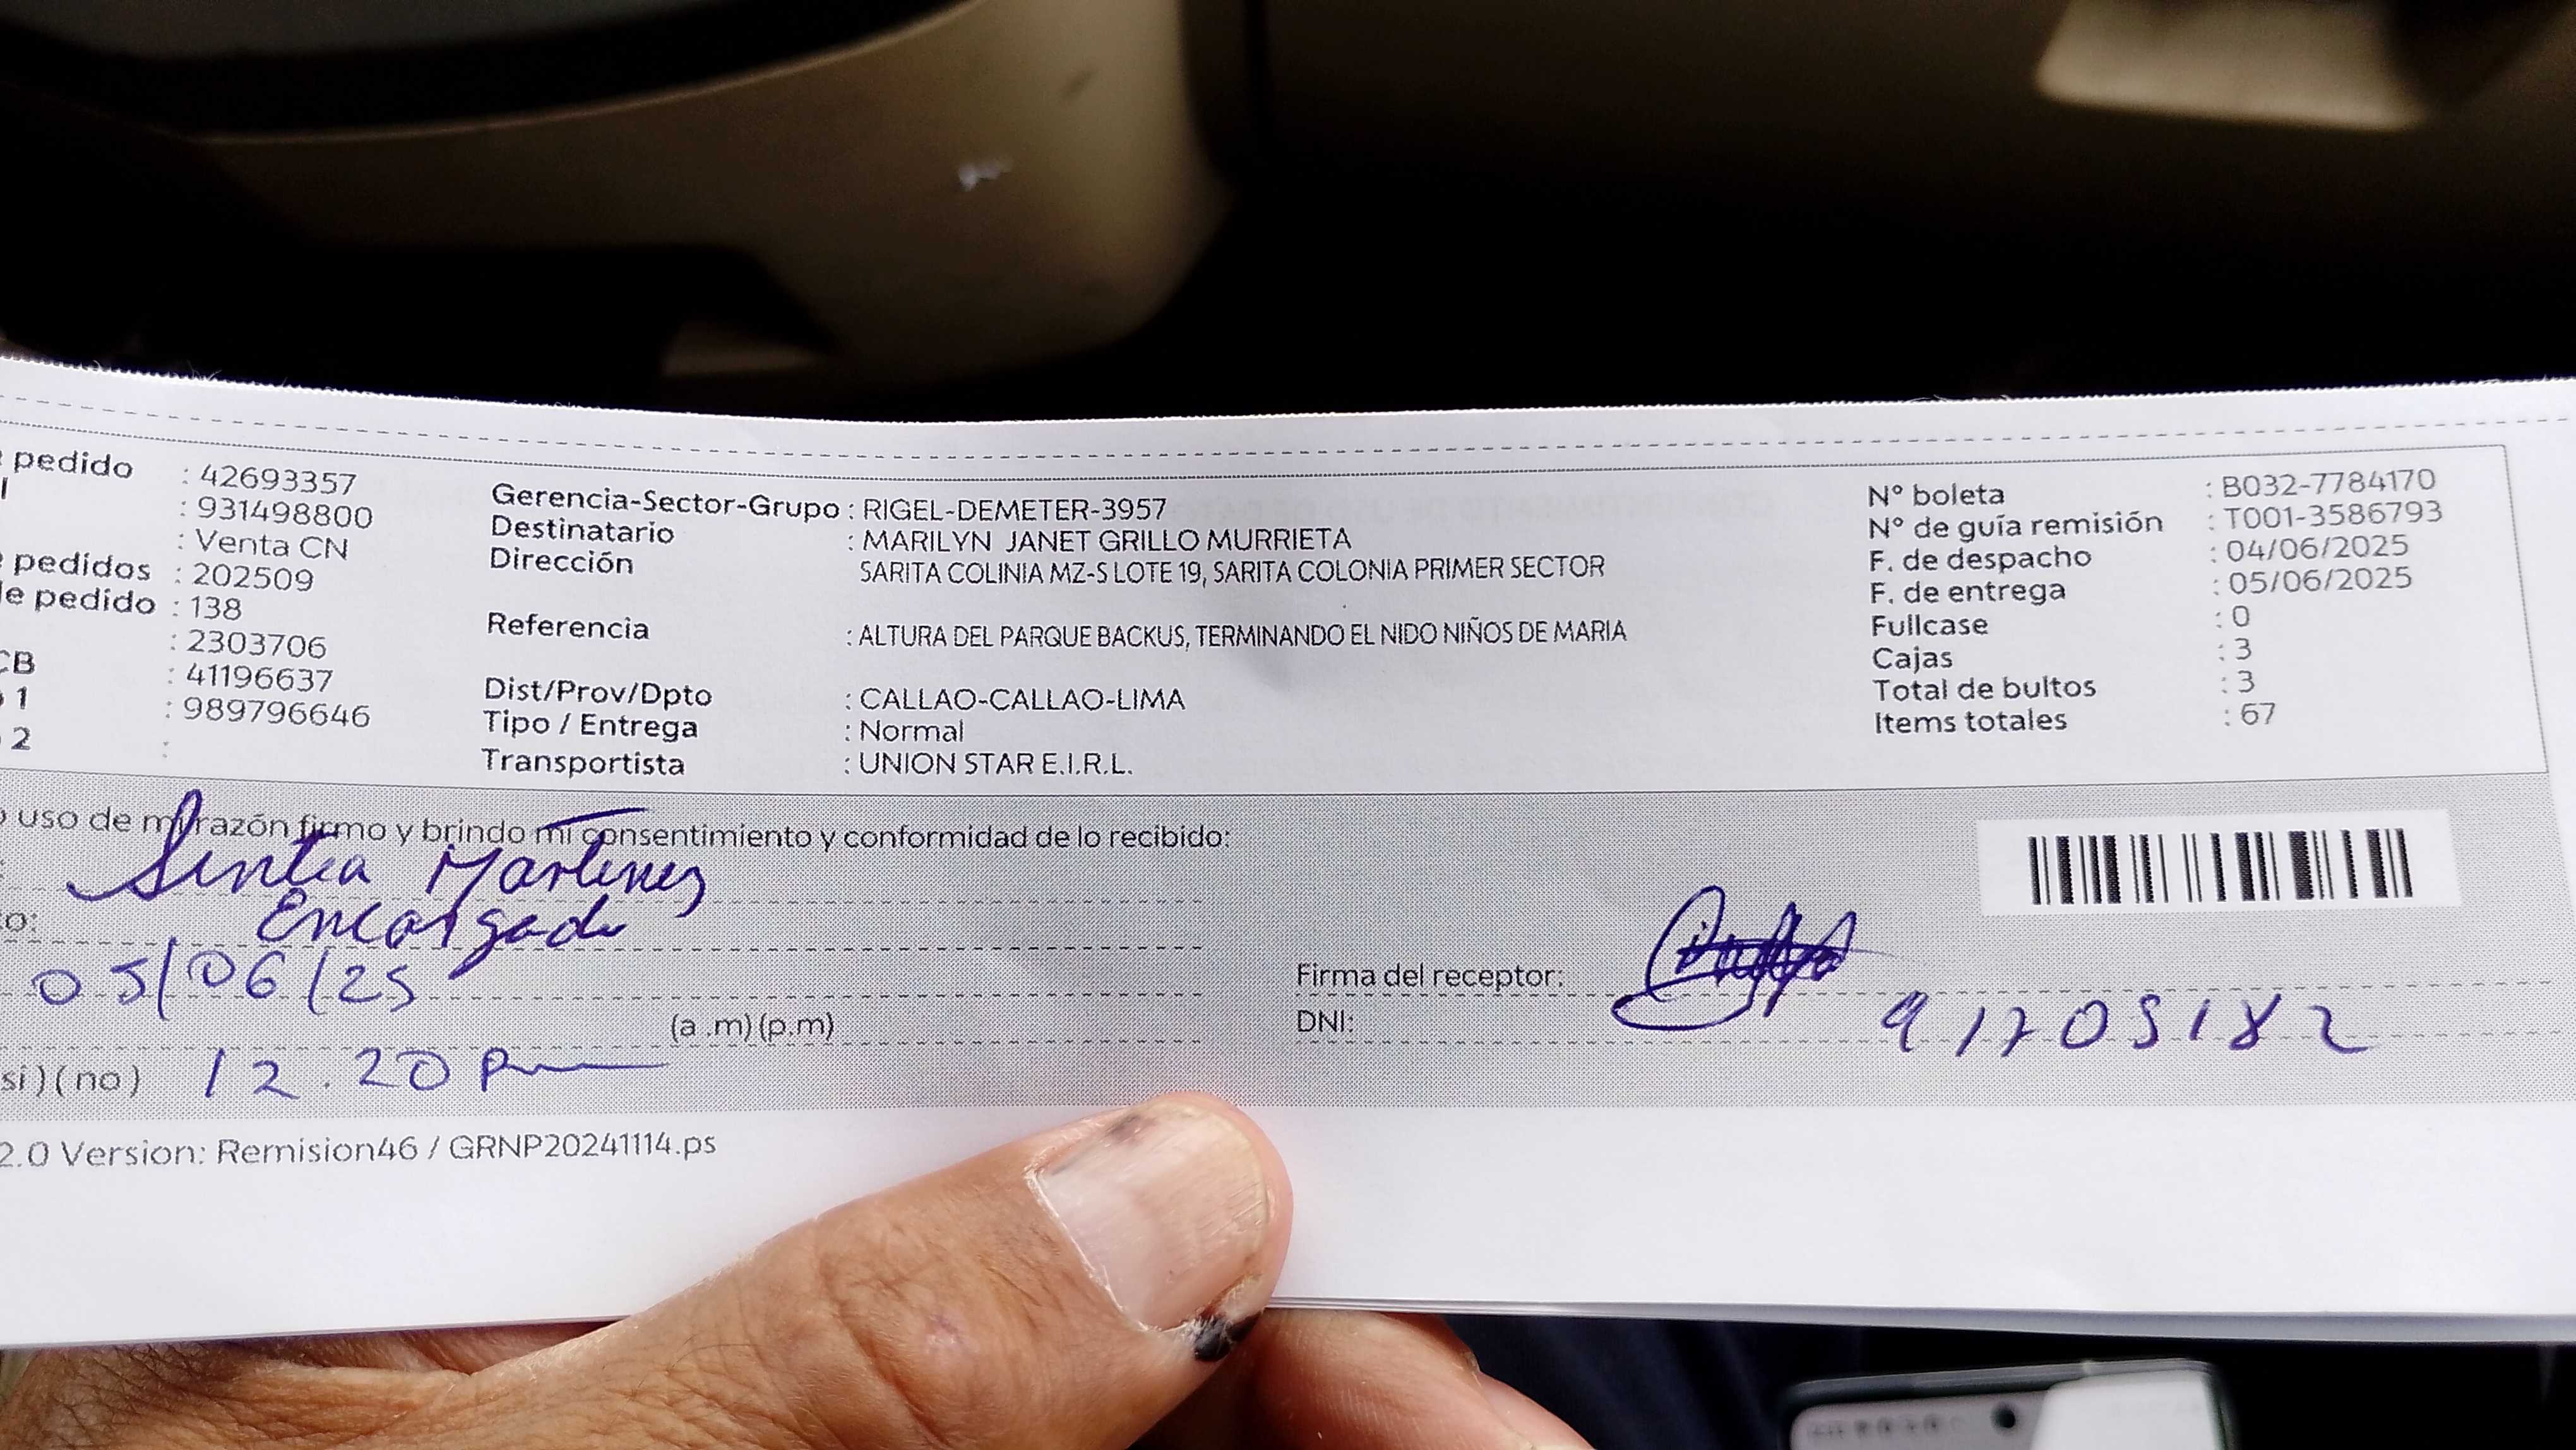 pedido : 42693357
: 931498800
: Venta CN
pedidos : 202509
de pedido : 138
: 2303706
CB : 41196637
1 : 989796646
2 :
Gerencia-Sector-Grupo : RIGEL-DEMETER-3957
Destinatario : MARILYN JANET GRILLO MURRIETA
Dirección SARITA COLINIA MZ-S LOTE 19, SARITA COLONIA PRIMER SECTOR
Referencia : ALTURA DEL PARQUE BACKUS, TERMINANDO EL NIDO NIÑOS DE MARIA
Dist/Prov/Dpto : CALLAO-CALLAO-LIMA
Tipo / Entrega : Normal
Transportista : UNION STAR E.I.R.L.
N° boleta : B032-7784170
N° de guía remisión : T001-3586793
F. de despacho : 04/06/2025
F. de entrega : 05/06/2025
Fullcase : 0
Cajas : 3
Total de bultos : 3
Items totales : 67
uso de mi razón firmo y brindo mi consentimiento y conformidad de lo recibido:
Sintia Martinez
Encargada
05/06/25
(a .m) (p.m)
si ) ( no ) 12.20 pm
Firma del receptor:
DNI: 91705182
2.0 Version: Remision46 / GRNP20241114.ps